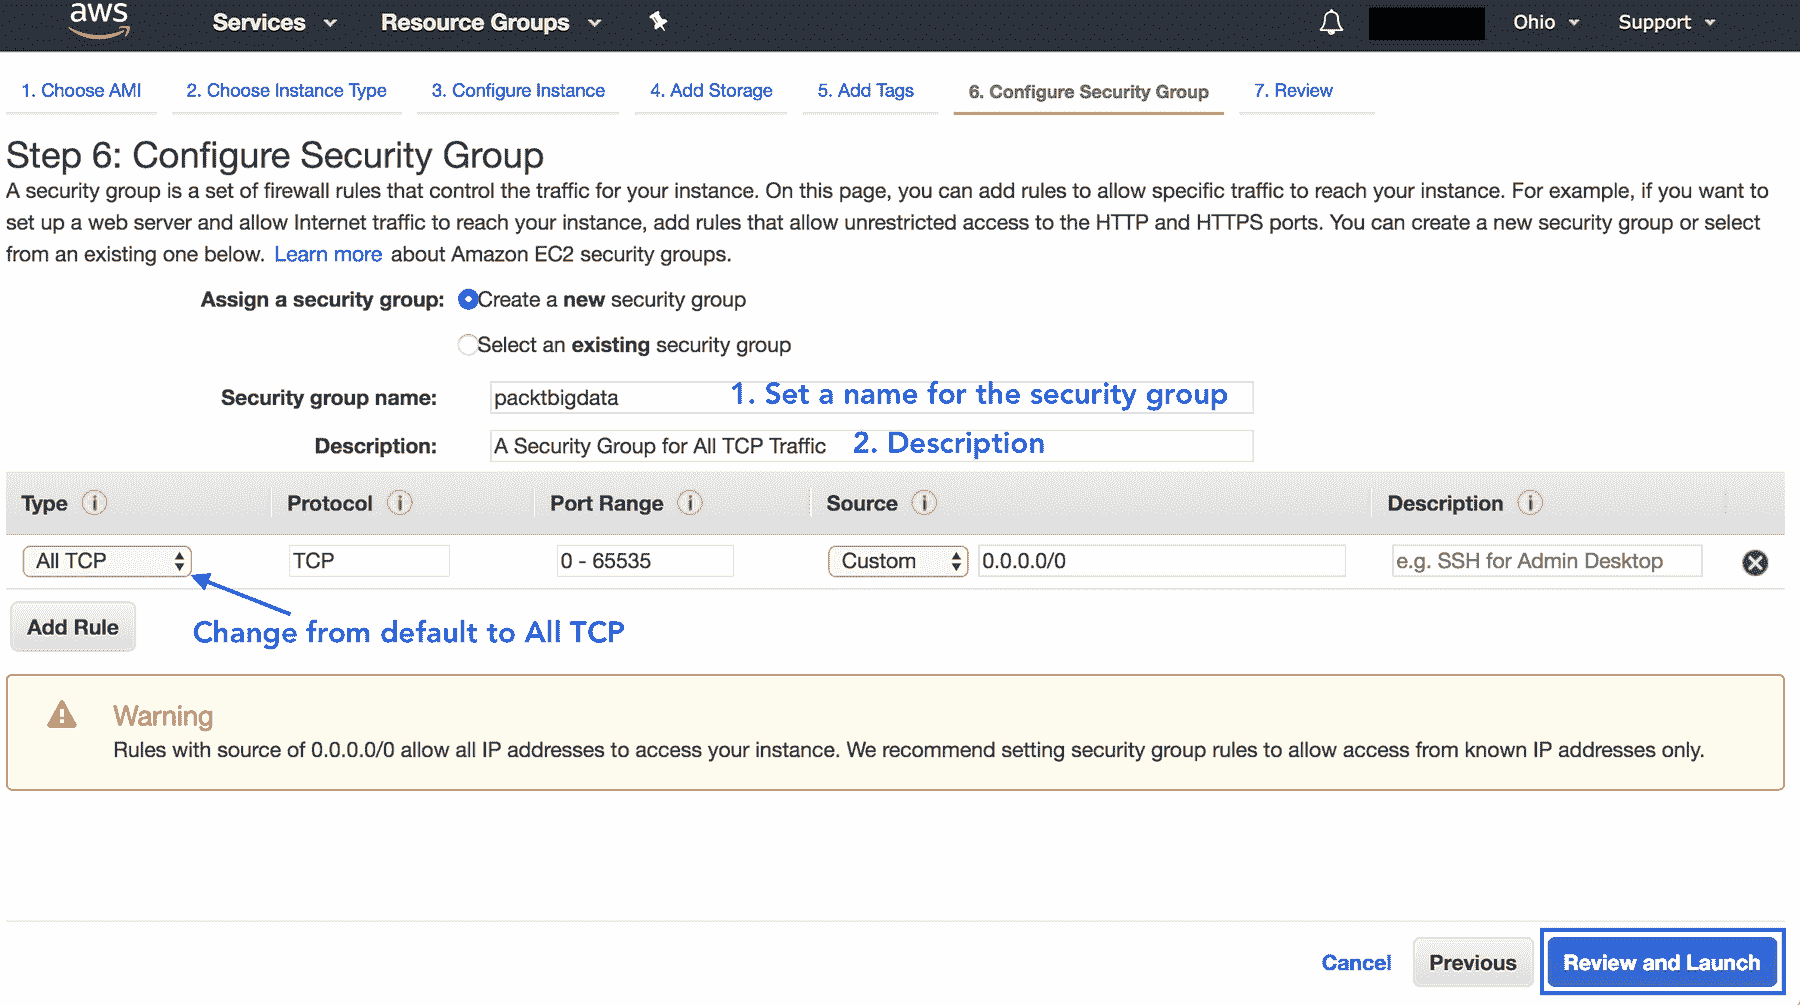 aws Services Resource Groups Ohio Support
1. Choose AMI 2. Choose Instance Type 3. Configure Instance 4. Add Storage 5. Add Tags 6. Configure Security Group 7. Review
Step 6: Configure Security Group
A security group is a set of firewall rules that control the traffic for your instance. On this page, you can add rules to allow specific traffic to reach your instance. For example, if you want to
set up a web server and allow Internet traffic to reach your instance, add rules that allow unrestricted access to the HTTP and HTTPS ports. You can create a new security group or select
from an existing one below. Learn more about Amazon EC2 security groups.
Assign a security group: Create a new security group
Select an existing security group
Security group name: packtbigdata 1. Set a name for the security group
Description: A Security Group for All TCP Traffic 2. Description
Type i Protocol i Port Range i Source i Description i
All TCP TCP 0 - 65535 Custom 0.0.0.0/0 e.g. SSH for Admin Desktop
Add Rule Change from default to All TCP
Warning
Rules with source of 0.0.0.0/0 allow all IP addresses to access your instance. We recommend setting security group rules to allow access from known IP addresses only.
Cancel Previous Review and Launch